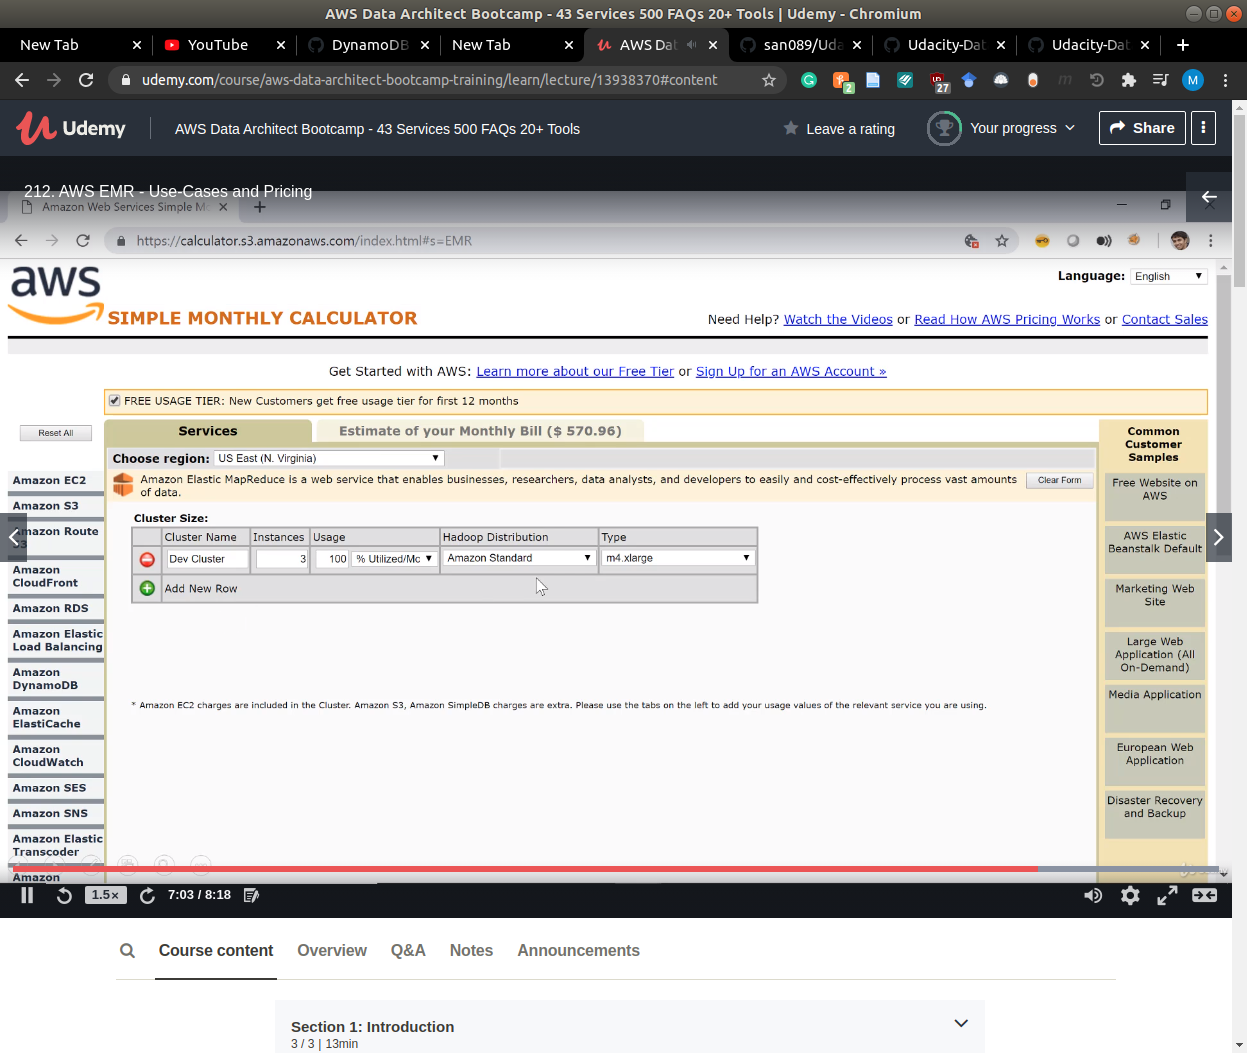 AWS Data Architect Bootcamp - 43 Services 500 FAQs 20+ Tools | Udemy - Chromium
New Tab
YouTube
DynamoDB
New Tab
AWS Dat
san089/Uda
Udacity-Dat
Udacity-Dat
udemy.com/course/aws-data-architect-bootcamp-training/learn/lecture/13938370#content
2
27
M
Udemy
AWS Data Architect Bootcamp - 43 Services 500 FAQs 20+ Tools
Leave a rating
Your progress
Share
212. AWS EMR - Use-Cases and Pricing
Amazon Web Services Simple Mo
https://calculator.s3.amazonaws.com/index.html#s=EMR
aws
SIMPLE MONTHLY CALCULATOR
Language: English
Need Help? Watch the Videos or Read How AWS Pricing Works or Contact Sales
Get Started with AWS: Learn more about our Free Tier or Sign Up for an AWS Account »
FREE USAGE TIER: New Customers get free usage tier for first 12 months
Reset All
Services
Estimate of your Monthly Bill ($ 570.96)
Choose region: US East (N. Virginia)
Amazon Elastic MapReduce is a web service that enables businesses, researchers, data analysts, and developers to easily and cost-effectively process vast amounts
of data.
Clear Form
Cluster Size:
Cluster Name Instances Usage Hadoop Distribution Type
Dev Cluster 3 100 % Utilized/Mo Amazon Standard m4.xlarge
Add New Row
* Amazon EC2 charges are included in the Cluster. Amazon S3, Amazon SimpleDB charges are extra. Please use the tabs on the left to add your usage values of the relevant service you are using.
Amazon EC2
Amazon S3
Amazon Route
53
Amazon
CloudFront
Amazon RDS
Amazon Elastic
Load Balancing
Amazon
DynamoDB
Amazon
ElastiCache
Amazon
CloudWatch
Amazon SES
Amazon SNS
Amazon Elastic
Transcoder
Amazon
Common
Customer
Samples
Free Website on
AWS
AWS Elastic
Beanstalk Default
Marketing Web
Site
Large Web
Application (All
On-Demand)
Media Application
European Web
Application
Disaster Recovery
and Backup
1.5×
7:03 / 8:18
Course content
Overview
Q&A
Notes
Announcements
Section 1: Introduction
3 / 3 | 13min